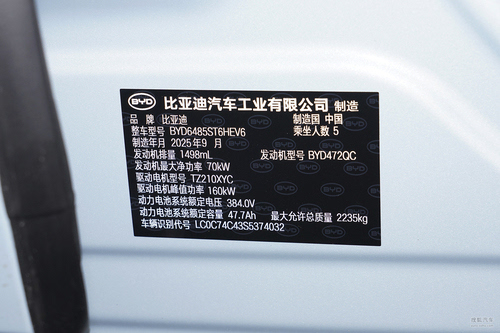 BYD 比亚迪汽车工业有限公司 制造
品 牌 比亚迪 制造国 中国
整车型号 BYD6485ST6HEV6 乘坐人数 5
制造年月 2025年9 月
发动机排量 1498mL 发动机型号 BYD472QC
发动机最大净功率 70kW
驱动电机型号 TZ210XYC
驱动电机峰值功率 160kW
动力电池系统额定电压 384.0V
动力电池系统额定容量 47.7Ah 最大允许总质量 2235kg
车辆识别代号 LC0C74C43S5374032